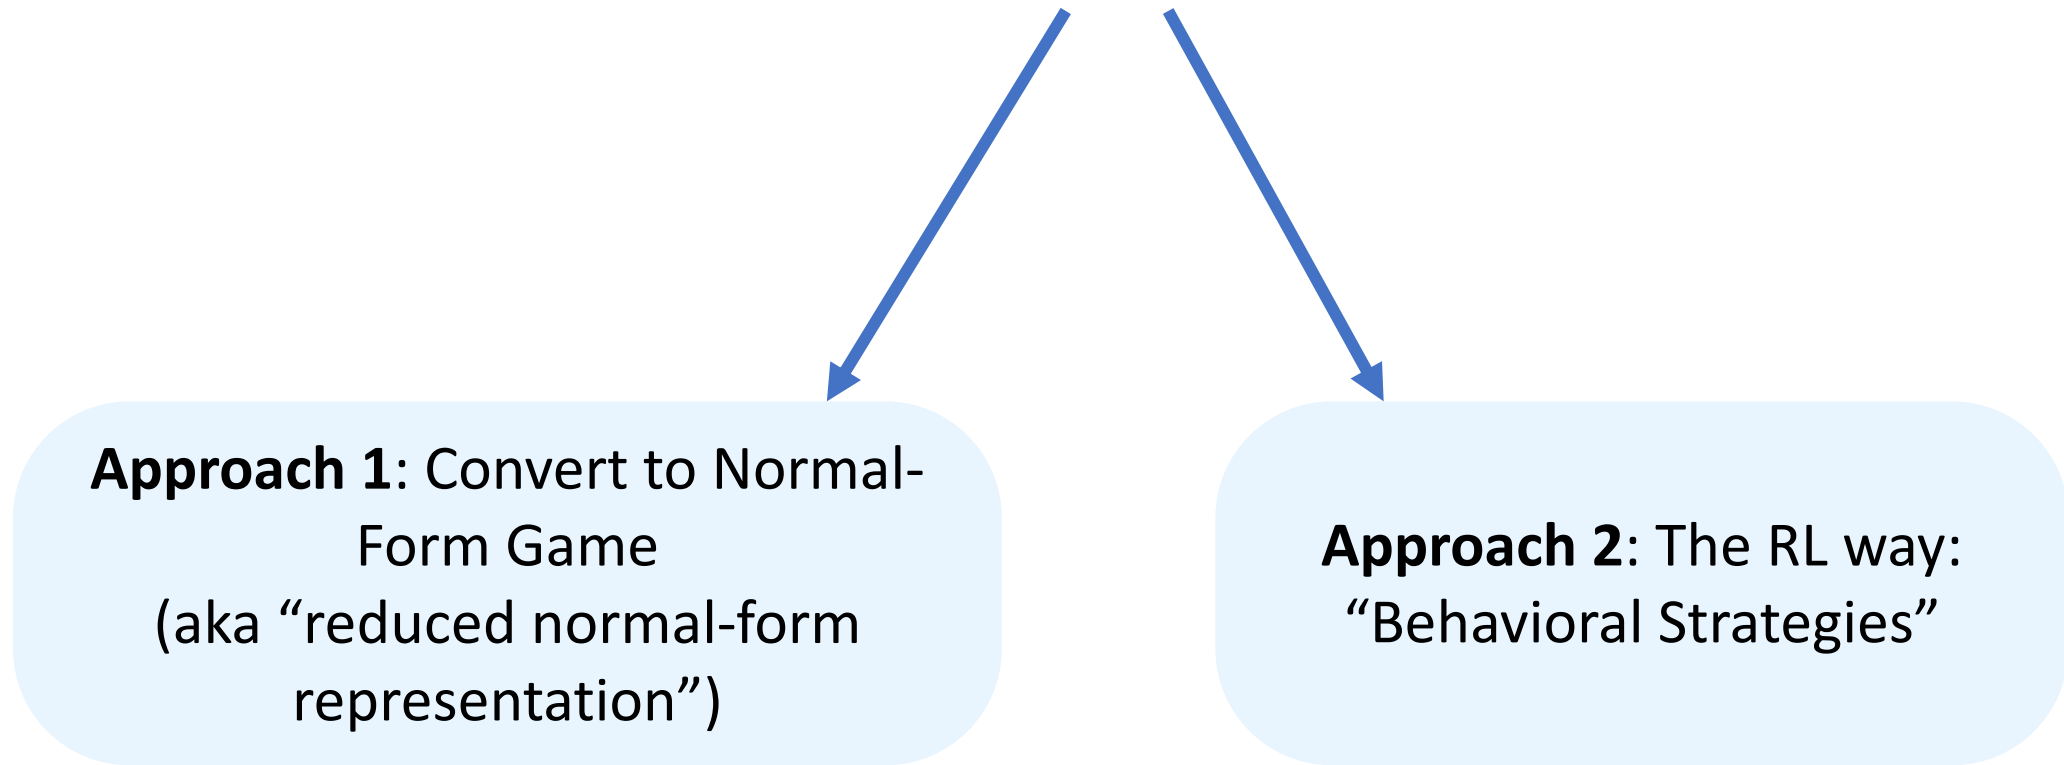 Approach 1: Convert to Normal-
Form Game
(aka “reduced normal-form
representation”)
Approach 2: The RL way:
“Behavioral Strategies”